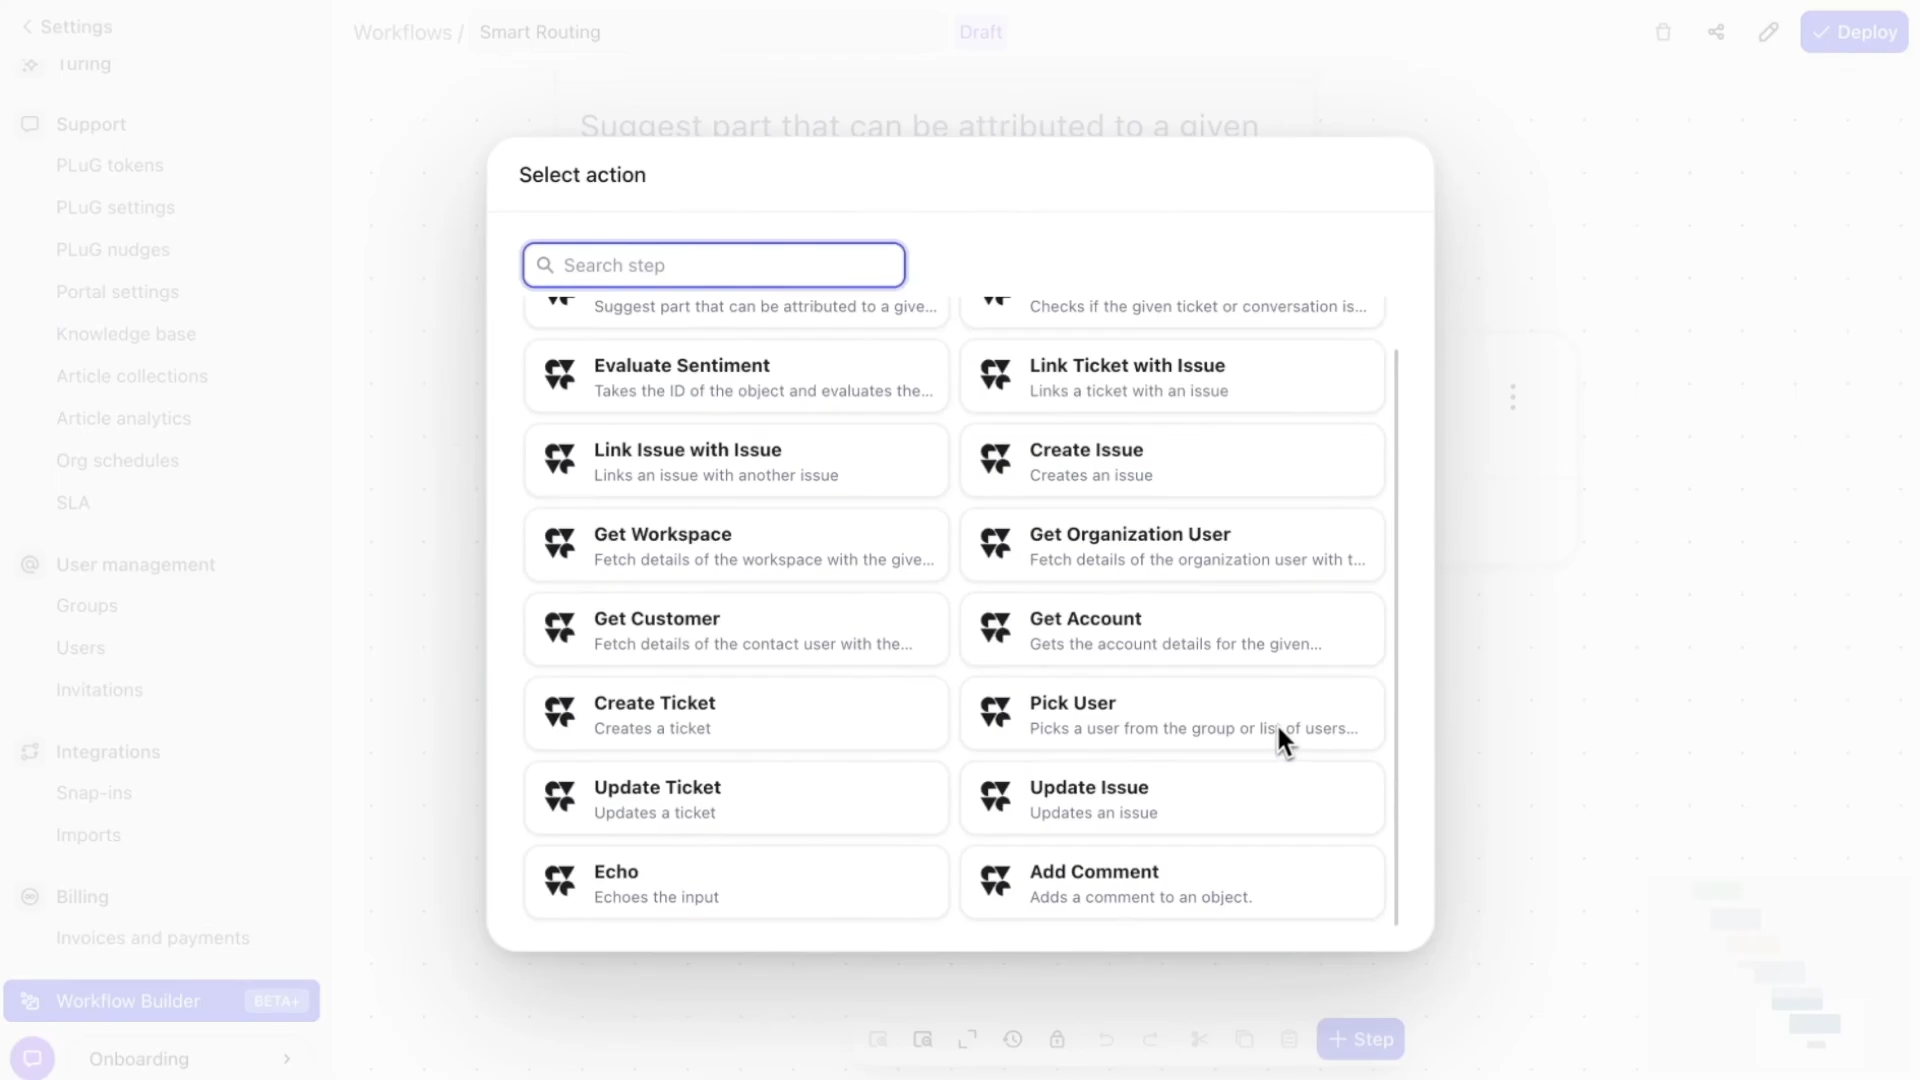 Settings
Workflows /
Smart Routing
Draft
Deploy
Turing
Support
PLuG tokens
PLuG settings
PLuG nudges
Portal settings
Knowledge base
Article collections
Article analytics
Org schedules
SLA
User management
Groups
Users
Invitations
Integrations
Snap-ins
Imports
Billing
Invoices and payments
Workflow Builder
BETA+
Onboarding
Suggest part that can be attributed to a given
Select action
Search step
Suggest part that can be attributed to a give...
Checks if the given ticket or conversation is...
Evaluate Sentiment
Takes the ID of the object and evaluates the...
Link Ticket with Issue
Links a ticket with an issue
Link Issue with Issue
Links an issue with another issue
Create Issue
Creates an issue
Get Workspace
Fetch details of the workspace with the give...
Get Organization User
Fetch details of the organization user with t...
Get Customer
Fetch details of the contact user with the...
Get Account
Gets the account details for the given...
Create Ticket
Creates a ticket
Pick User
Picks a user from the group or list of users...
Update Ticket
Updates a ticket
Update Issue
Updates an issue
Echo
Echoes the input
Add Comment
Adds a comment to an object.
Step